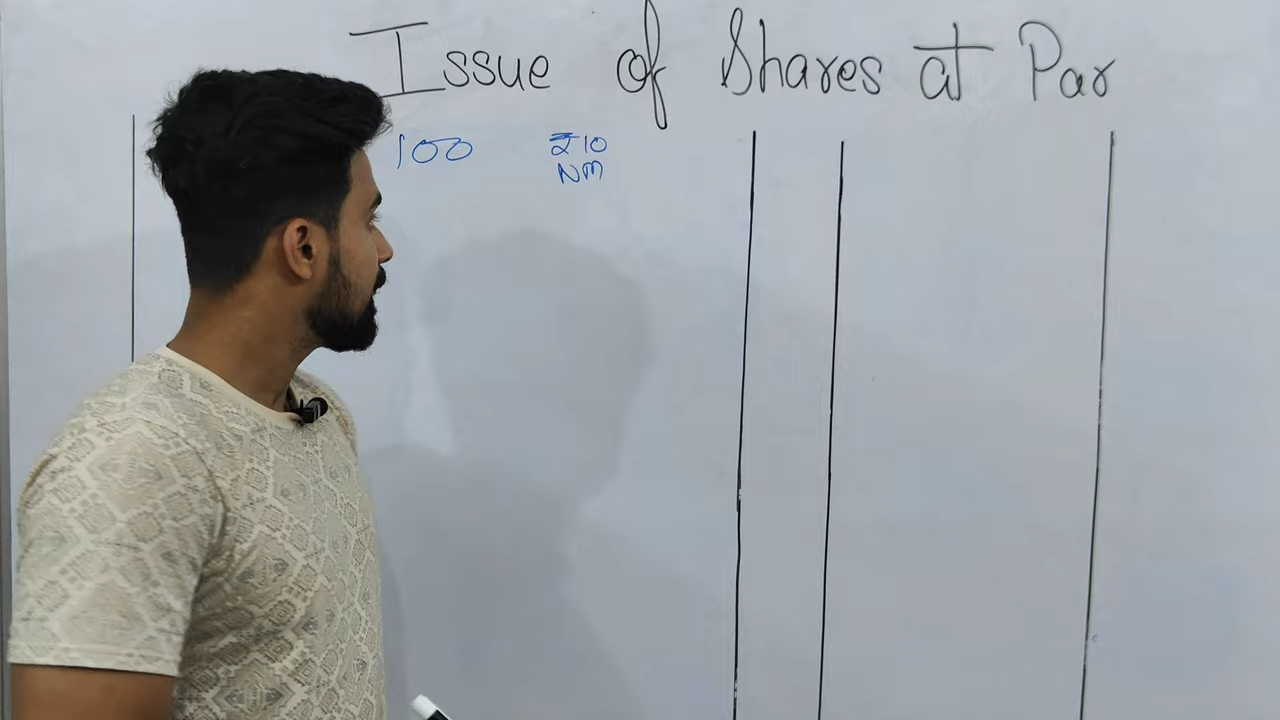 Issue of Shares at Par
100 ₹10
NM